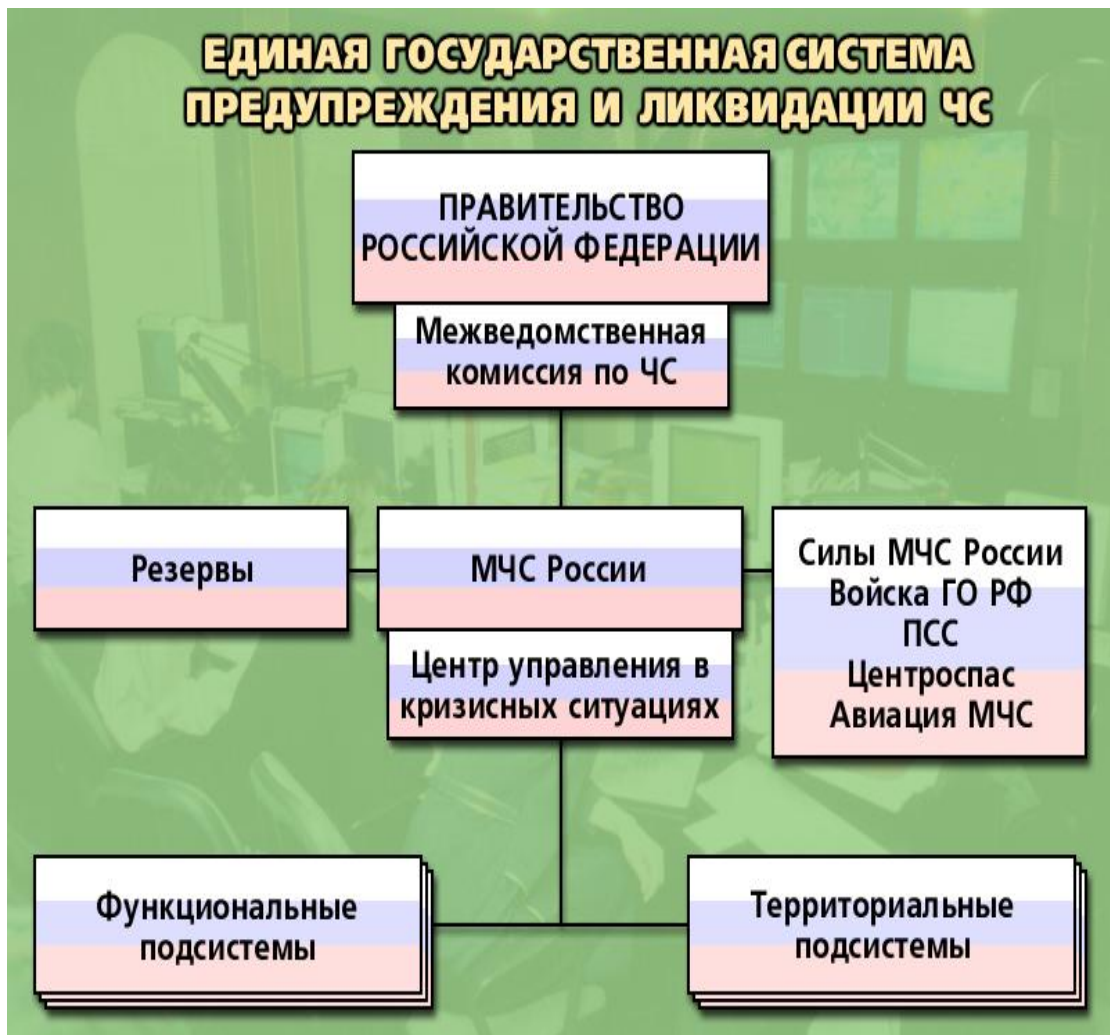 ЕДИНАЯ ГОСУДАРСТВЕННАЯ СИСТЕМА
ПРЕДУПРЕЖДЕНИЯ И ЛИКВИДАЦИИ ЧС
ПРАВИТЕЛЬСТВО
РОССИЙСКОЙ ФЕДЕРАЦИИ
Межведомственная
комиссия по ЧС
Резервы
МЧС России
Центр управления в
кризисных ситуациях
Силы МЧС России
Войска ГО РФ
ПСС
Центроспас
Авиация МЧС
Функциональные
подсистемы
Территориальные
подсистемы